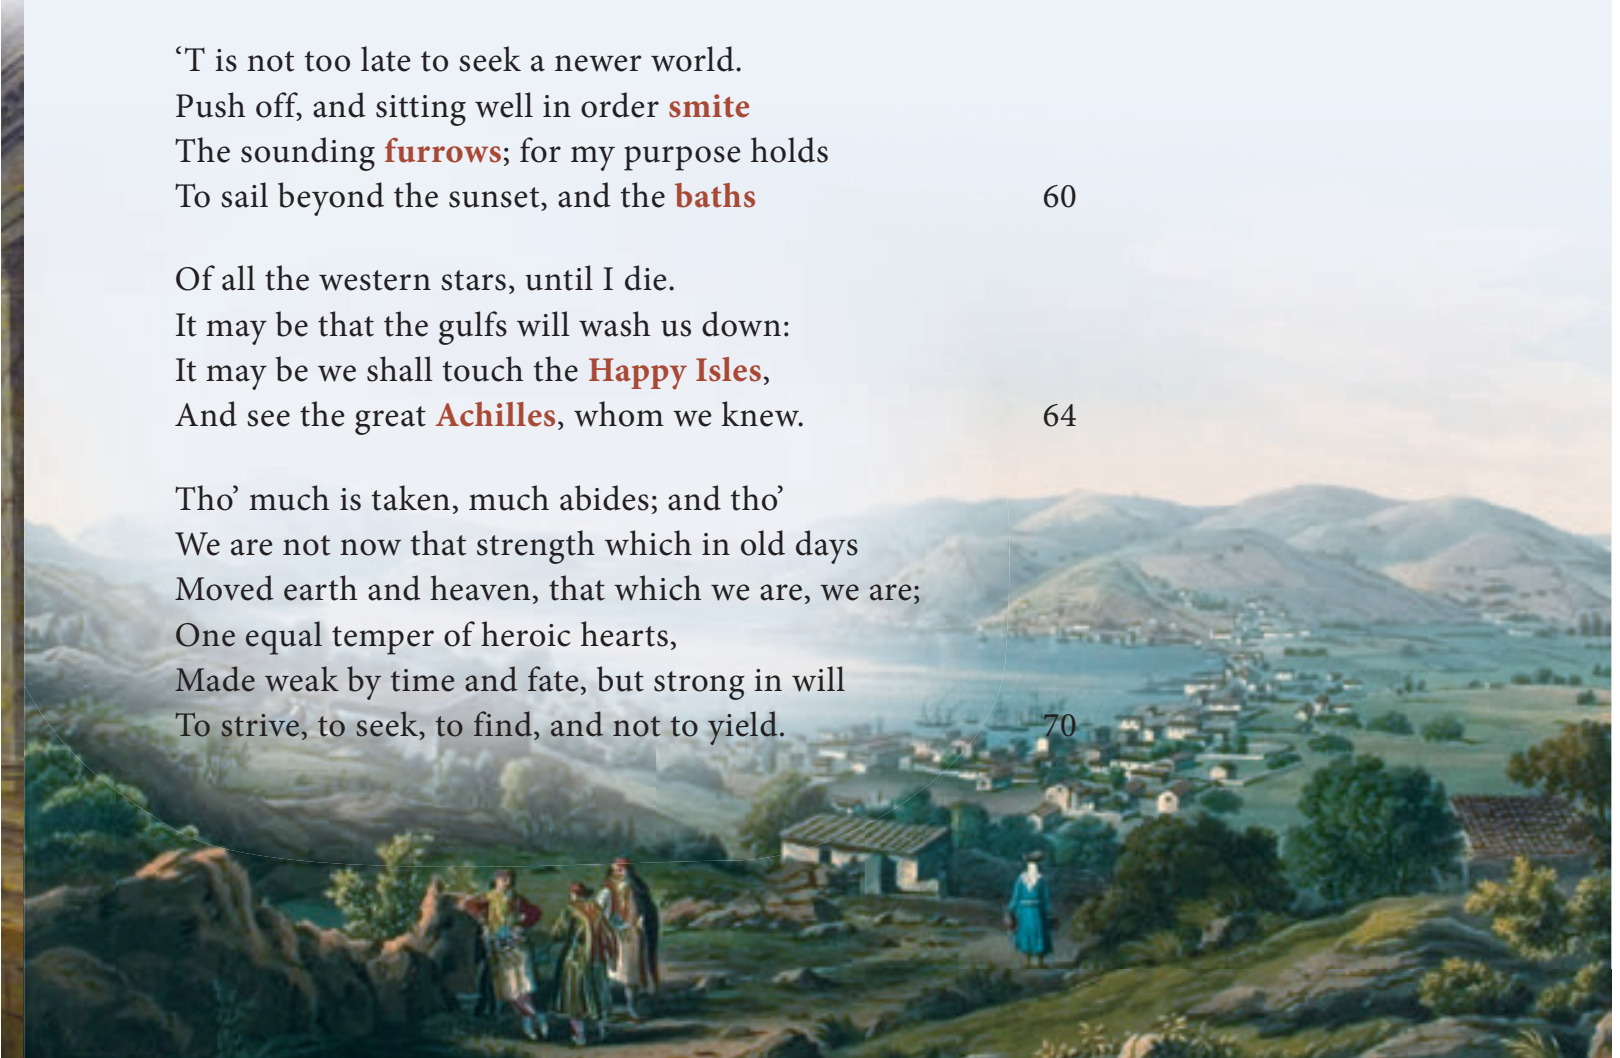 ‘T is not too late to seek a newer world.
Push off, and sitting well in order smite
The sounding furrows; for my purpose holds
To sail beyond the sunset, and the baths 60
Of all the western stars, until I die.
It may be that the gulfs will wash us down:
It may be we shall touch the Happy Isles,
And see the great Achilles, whom we knew. 64
Tho’ much is taken, much abides; and tho’
We are not now that strength which in old days
Moved earth and heaven, that which we are, we are;
One equal temper of heroic hearts,
Made weak by time and fate, but strong in will
To strive, to seek, to find, and not to yield. 70